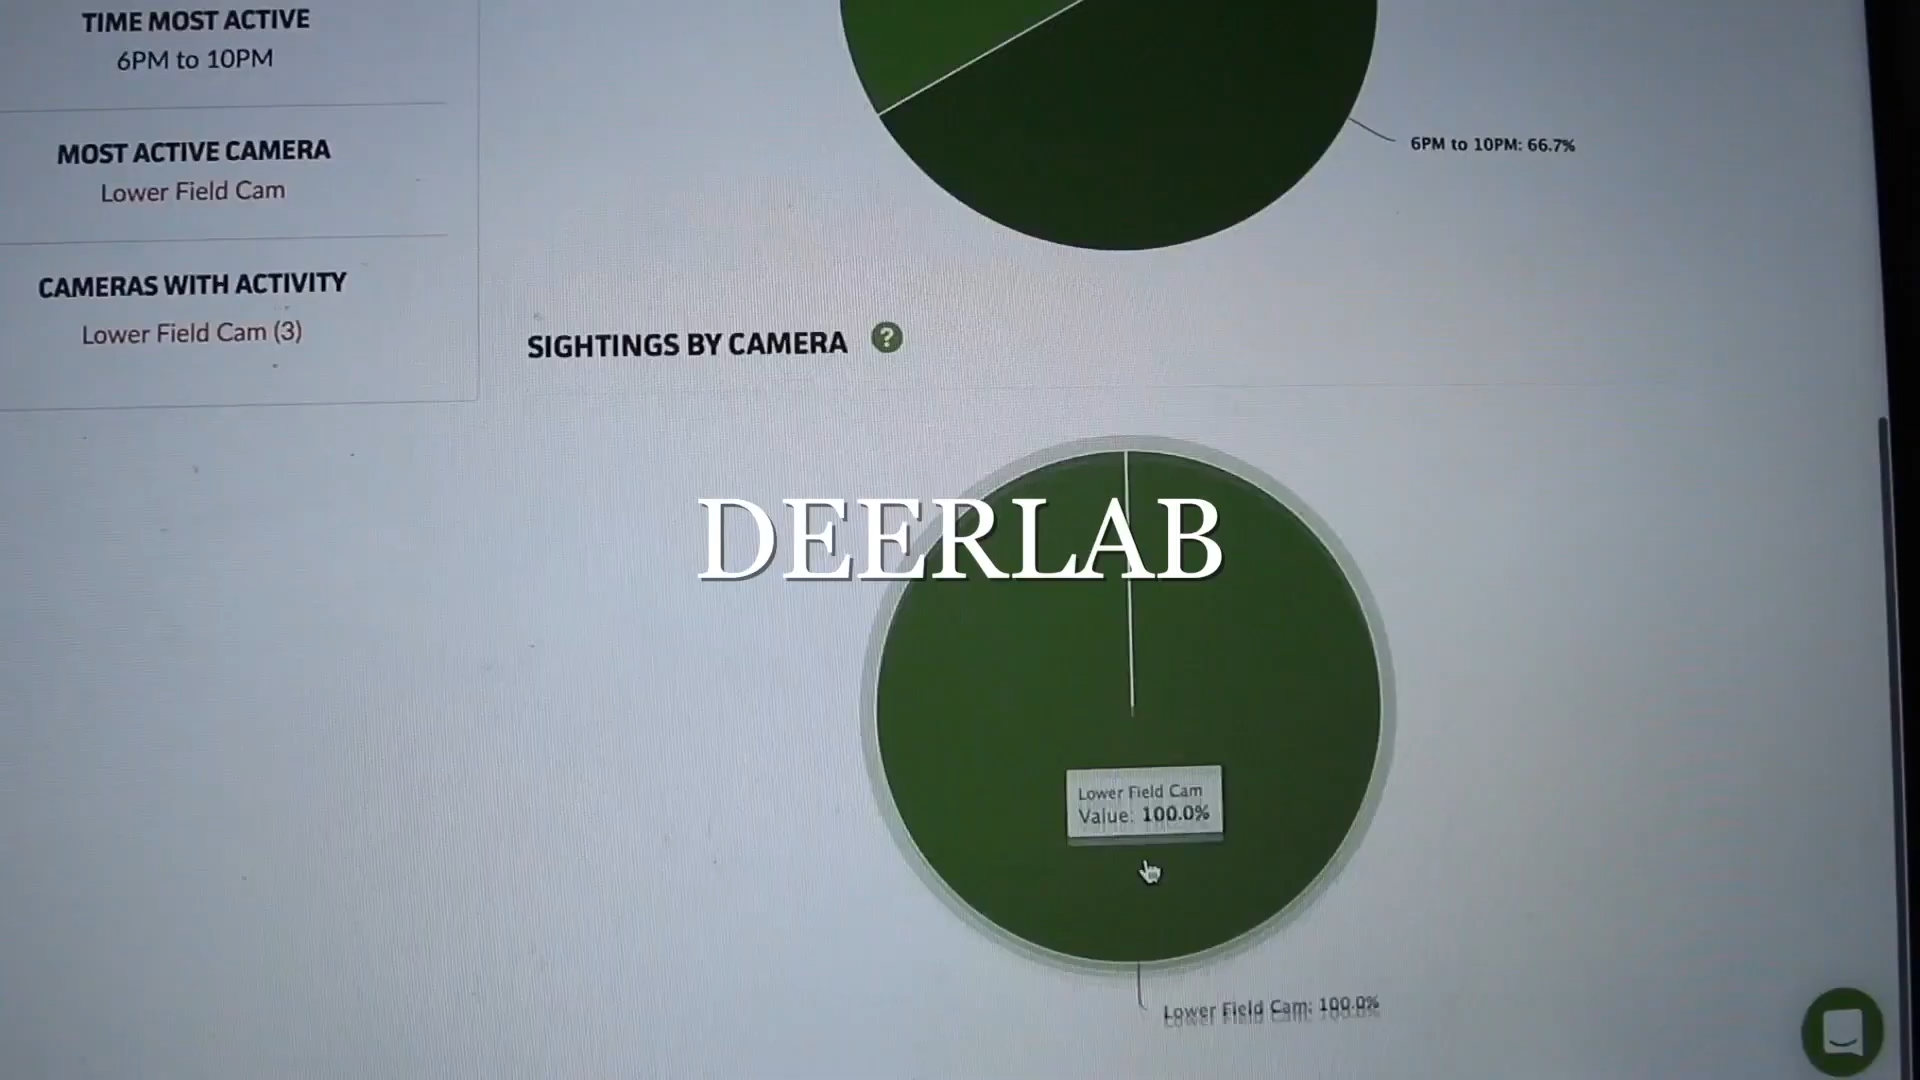 TIME MOST ACTIVE
6PM to 10PM
MOST ACTIVE CAMERA
Lower Field Cam
CAMERAS WITH ACTIVITY
Lower Field Cam (3)
6PM to 10PM: 66.7%
SIGHTINGS BY CAMERA ?
DEERLAB
Lower Field Cam
Value: 100.0%
Lower Field Cam: 100.0%